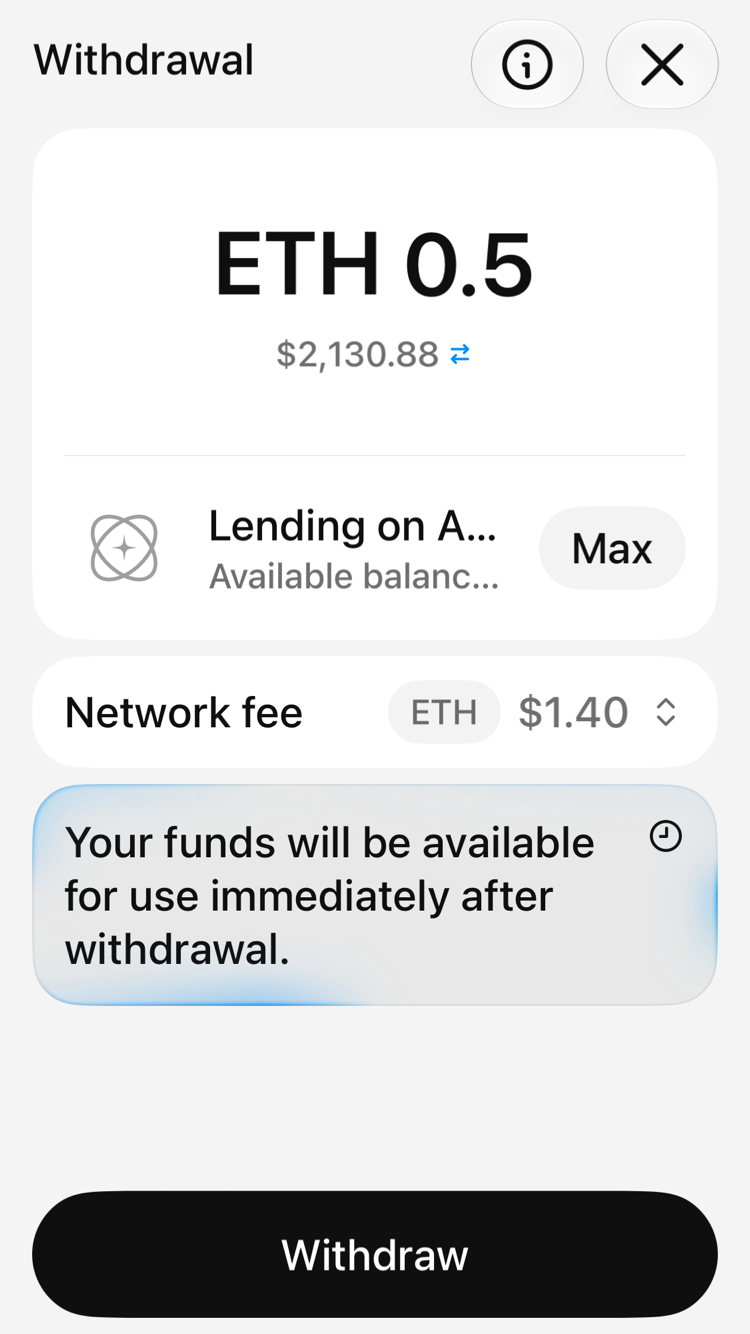 Withdrawal
ETH 0.5
$2,130.88
Lending on A...
Available balanc...
Max
Network fee ETH $1.40
Your funds will be available
for use immediately after
withdrawal.
Withdraw